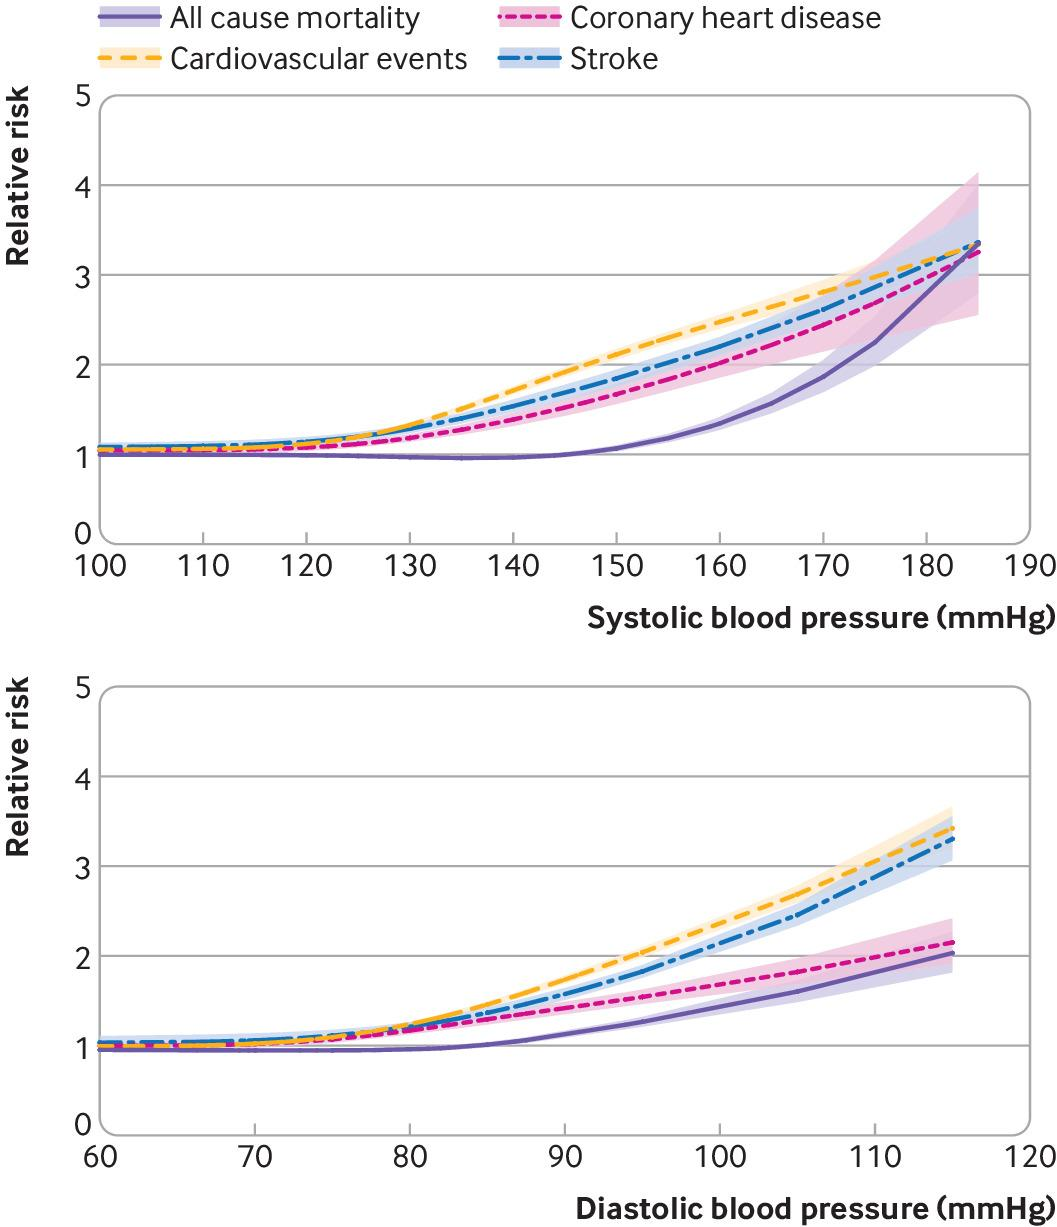 All cause mortality
Coronary heart disease
Cardiovascular events
Stroke
Relative risk
5
4
3
2
1
0
100 110 120 130 140 150 160 170 180 190
Systolic blood pressure (mmHg)
Relative risk
5
4
3
2
1
0
60 70 80 90 100 110 120
Diastolic blood pressure (mmHg)